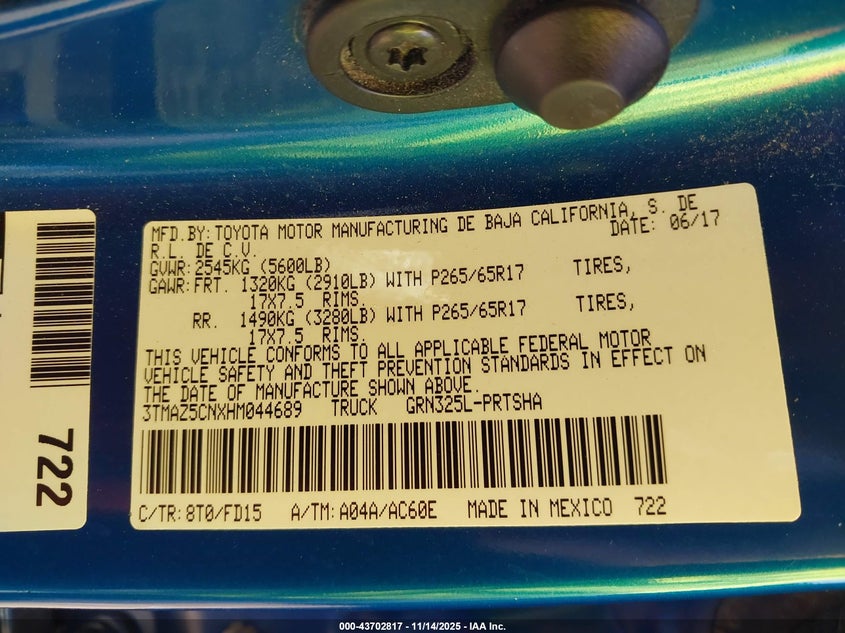 MFD.BY: TOYOTA MOTOR MANUFACTURING DE BAJA CALIFORNIA, S. DE
R.L. DE C.V. DATE: 06/17
GVWR: 2545KG (5600LB)
GAWR: FRT. 1320KG (2910LB) WITH P265/65R17 TIRES,
17X7.5 RIMS.
RR. 1490KG (3280LB) WITH P265/65R17 TIRES,
17X7.5 RIMS.
THIS VEHICLE CONFORMS TO ALL APPLICABLE FEDERAL MOTOR
VEHICLE SAFETY AND THEFT PREVENTION STANDARDS IN EFFECT ON
THE DATE OF MANUFACTURE SHOWN ABOVE.
3TMAZ5CNXHM044689 TRUCK GRN325L-PRTSHA
C/TR: 8T0/FD15 A/TM: A04A/AC60E MADE IN MEXICO 722
722
000-43702817 - 11/14/2025 - IAA Inc.